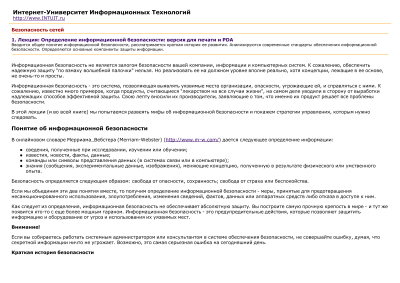 Интернет-Университет Информационных Технологий
http://www.INTUIT.ru
Безопасность сетей
1. Лекция: Определение информационной безопасности: версия для печати и PDA
Вводится общее понятие информационной безопасности, рассматривается краткая история ее развития. Анализируются современные стандарты обеспечения информационной
безопасности. Определяются основные компоненты защиты информации.
Информационная безопасность не является залогом безопасности вашей компании, информации и компьютерных систем. К сожалению, обеспечить
надежную защиту "по взмаху волшебной палочки" нельзя. Но реализовать ее на должном уровне вполне реально, хотя концепции, лежащие в ее основе,
не очень-то и просты.
Информационная безопасность - это система, позволяющая выявлять уязвимые места организации, опасности, угрожающие ей, и справляться с ними. К
сожалению, известно много примеров, когда продукты, считающиеся "лекарством на все случаи жизни", на самом деле уводили в сторону от выработки
надлежащих способов эффективной защиты. Свою лепту вносили их производители, заявляющие о том, что именно их продукт решает все проблемы
безопасности.
В этой лекции (и во всей книге) мы попытаемся развеять мифы об информационной безопасности и покажем стратегии управления, которым нужно
следовать.
Понятие об информационной безопасности
В онлайновом словаре Мерриама_Вебстера (Merriam-Webster) (http://www.m-w.com/) дается следующее определение информации:
сведения, полученные при исследовании, изучении или обучении;
известия, новости, факты, данные;
команды или символы представления данных (в системах связи или в компьютере);
знания (сообщения, экспериментальные данные, изображения), меняющие концепцию, полученную в результате физического или умственного
опыта.
Безопасность определяется следующим образом: свобода от опасности, сохранность; свобода от страха или беспокойства.
Если мы объединим эти два понятия вместе, то получим определение информационной безопасности - меры, принятые для предотвращения
несанкционированного использования, злоупотребления, изменения сведений, фактов, данных или аппаратных средств либо отказа в доступе к ним.
Как следует из определения, информационная безопасность не обеспечивает абсолютную защиту. Вы построите самую прочную крепость в мире - и тут же
появится кто-то с еще более мощным тараном. Информационная безопасность - это предупредительные действия, которые позволяют защитить
информацию и оборудование от угроз и использования их уязвимых мест.
Внимание!
Если вы собираетесь работать системным администратором или консультантом в системе обеспечения безопасности, не совершайте ошибку, думая, что
секретной информации ничто не угрожает. Возможно, это самая серьезная ошибка на сегодняшний день.
Краткая история безопасности